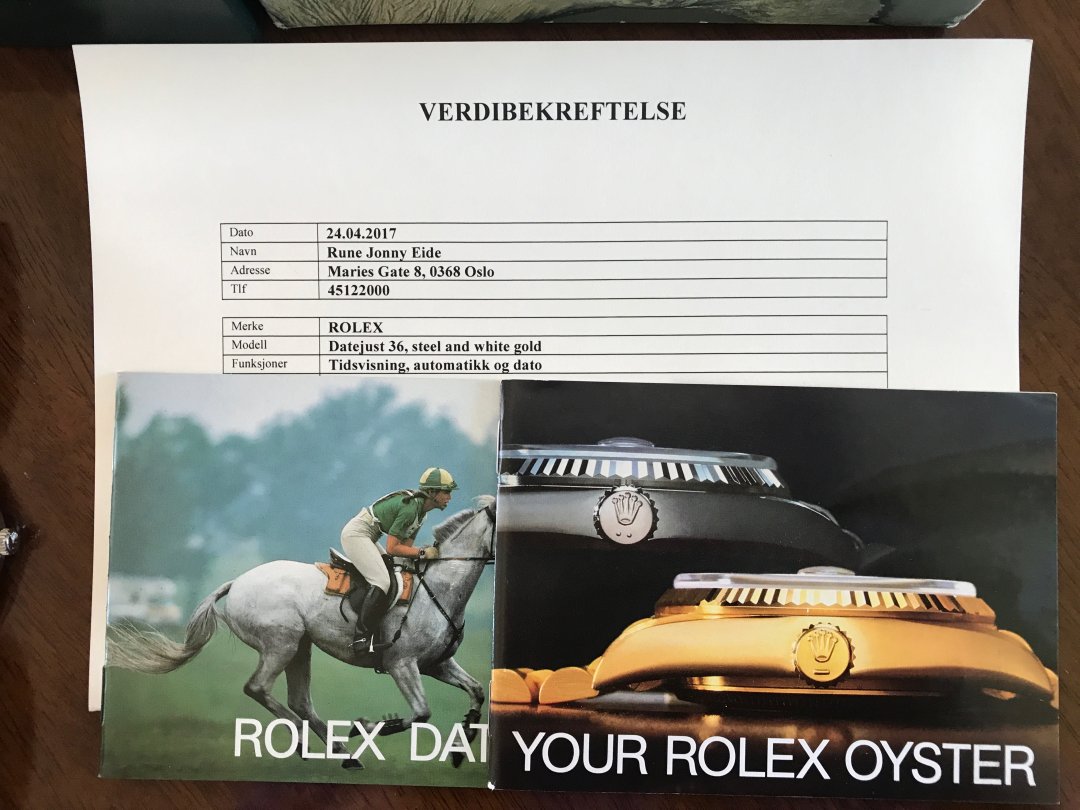 VERDIBEKREFTELSE
Dato 24.04.2017
Navn Rune Jonny Eide
Adresse Maries Gate 8, 0368 Oslo
Tlf 45122000
Merke ROLEX
Modell Datejust 36, steel and white gold
Funksjoner Tidsvisning, automatikk og dato
ROLEX DAT
YOUR ROLEX OYSTER